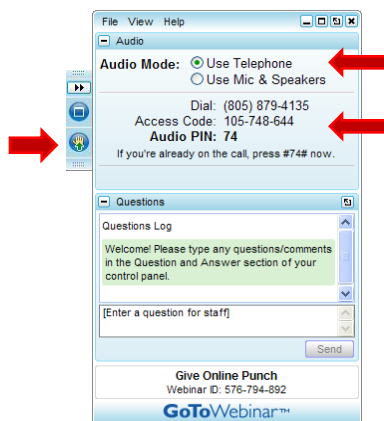 File View Help
Audio
Audio Mode: Use Telephone
Use Mic & Speakers
Dial: (805) 879-4135
Access Code: 105-748-644
Audio PIN: 74
If you're already on the call, press #74# now.
Questions
Questions Log
Welcome! Please type any questions/comments
in the Question and Answer section of your
control panel.
[Enter a question for staff]
Send
Give Online Punch
Webinar ID: 576-794-892
GoToWebinar™